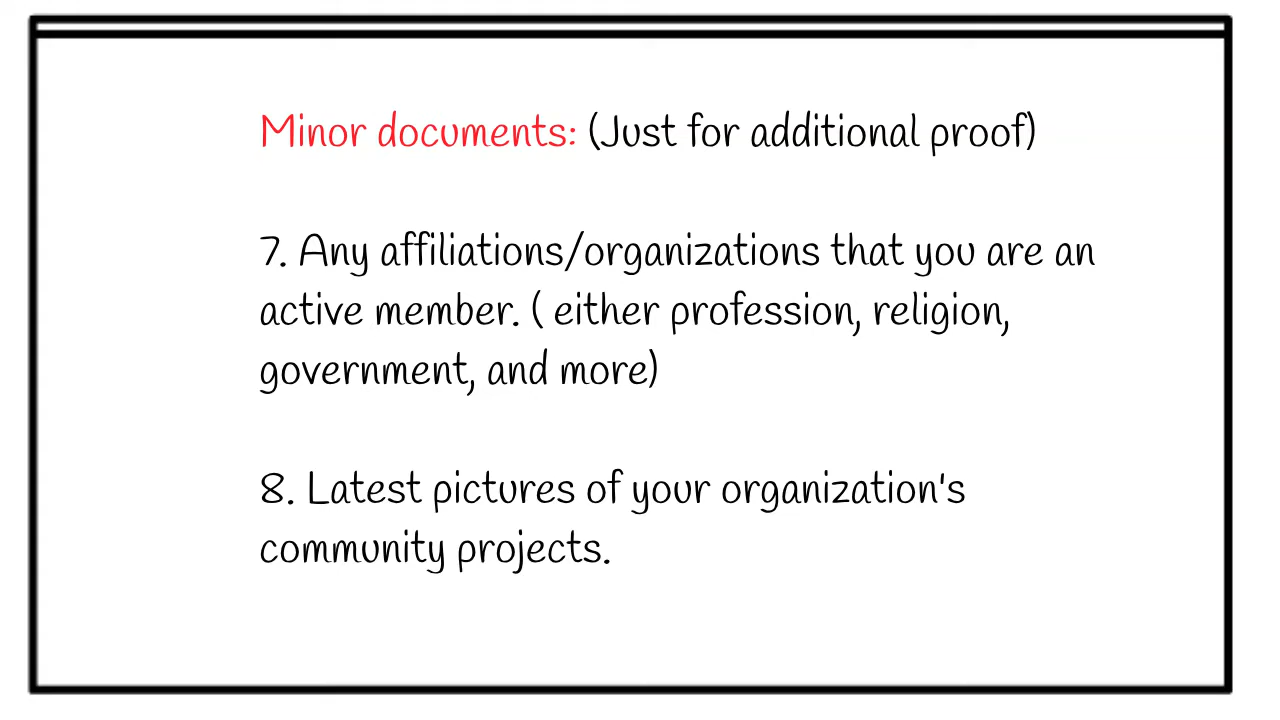 Minor documents: (Just for additional proof)
7. Any affiliations/organizations that you are an
active member. ( either profession, religion,
government, and more)
8. Latest pictures of your organization's
community projects.